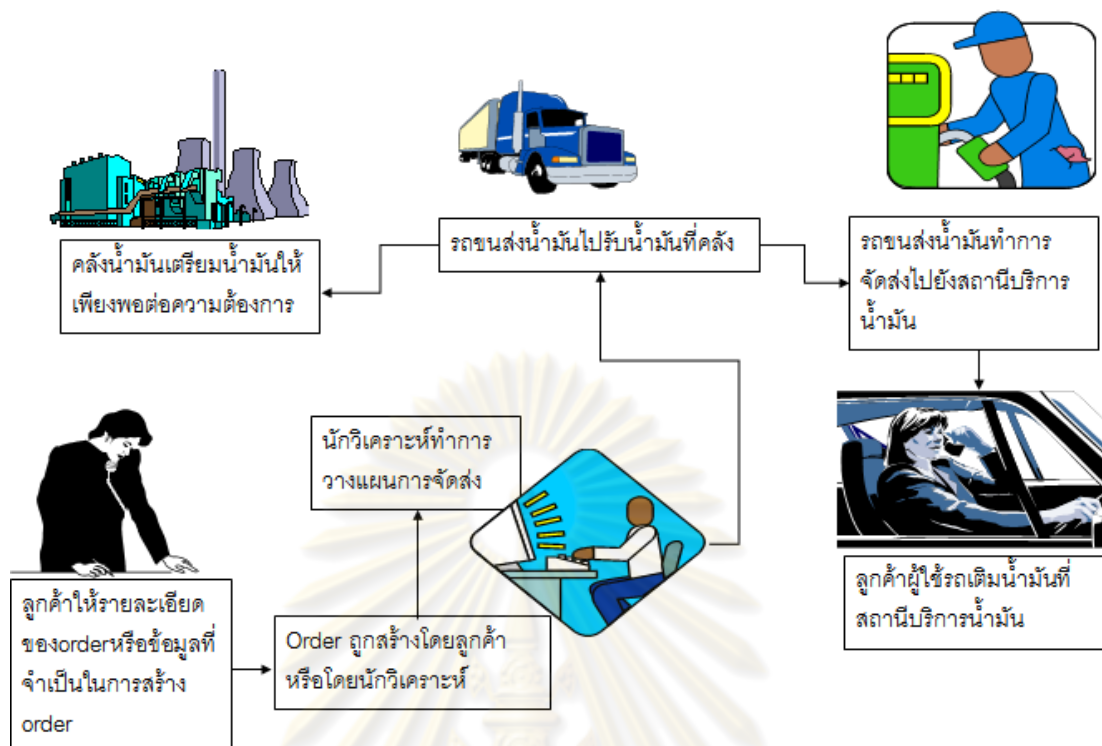 รถขนส่งน้ำมันไปรับน้ำมันที่คลัง
คลังน้ำมันเตรียมน้ำมันให้
เพียงพอต่อความต้องการ
รถขนส่งน้ำมันทำการ
จัดส่งไปยังสถานีบริการ
น้ำมัน
นักวิเคราะห์ทำการ
วางแผนการจัดส่ง
ลูกค้าให้รายละเอียด
ของorderหรือข้อมูลที่
จำเป็นในการสร้าง
order
Order ถูกสร้างโดยลูกค้า
หรือโดยนักวิเคราะห์
ลูกค้าผู้ใช้รถเติมน้ำมันที่
สถานีบริการน้ำมัน